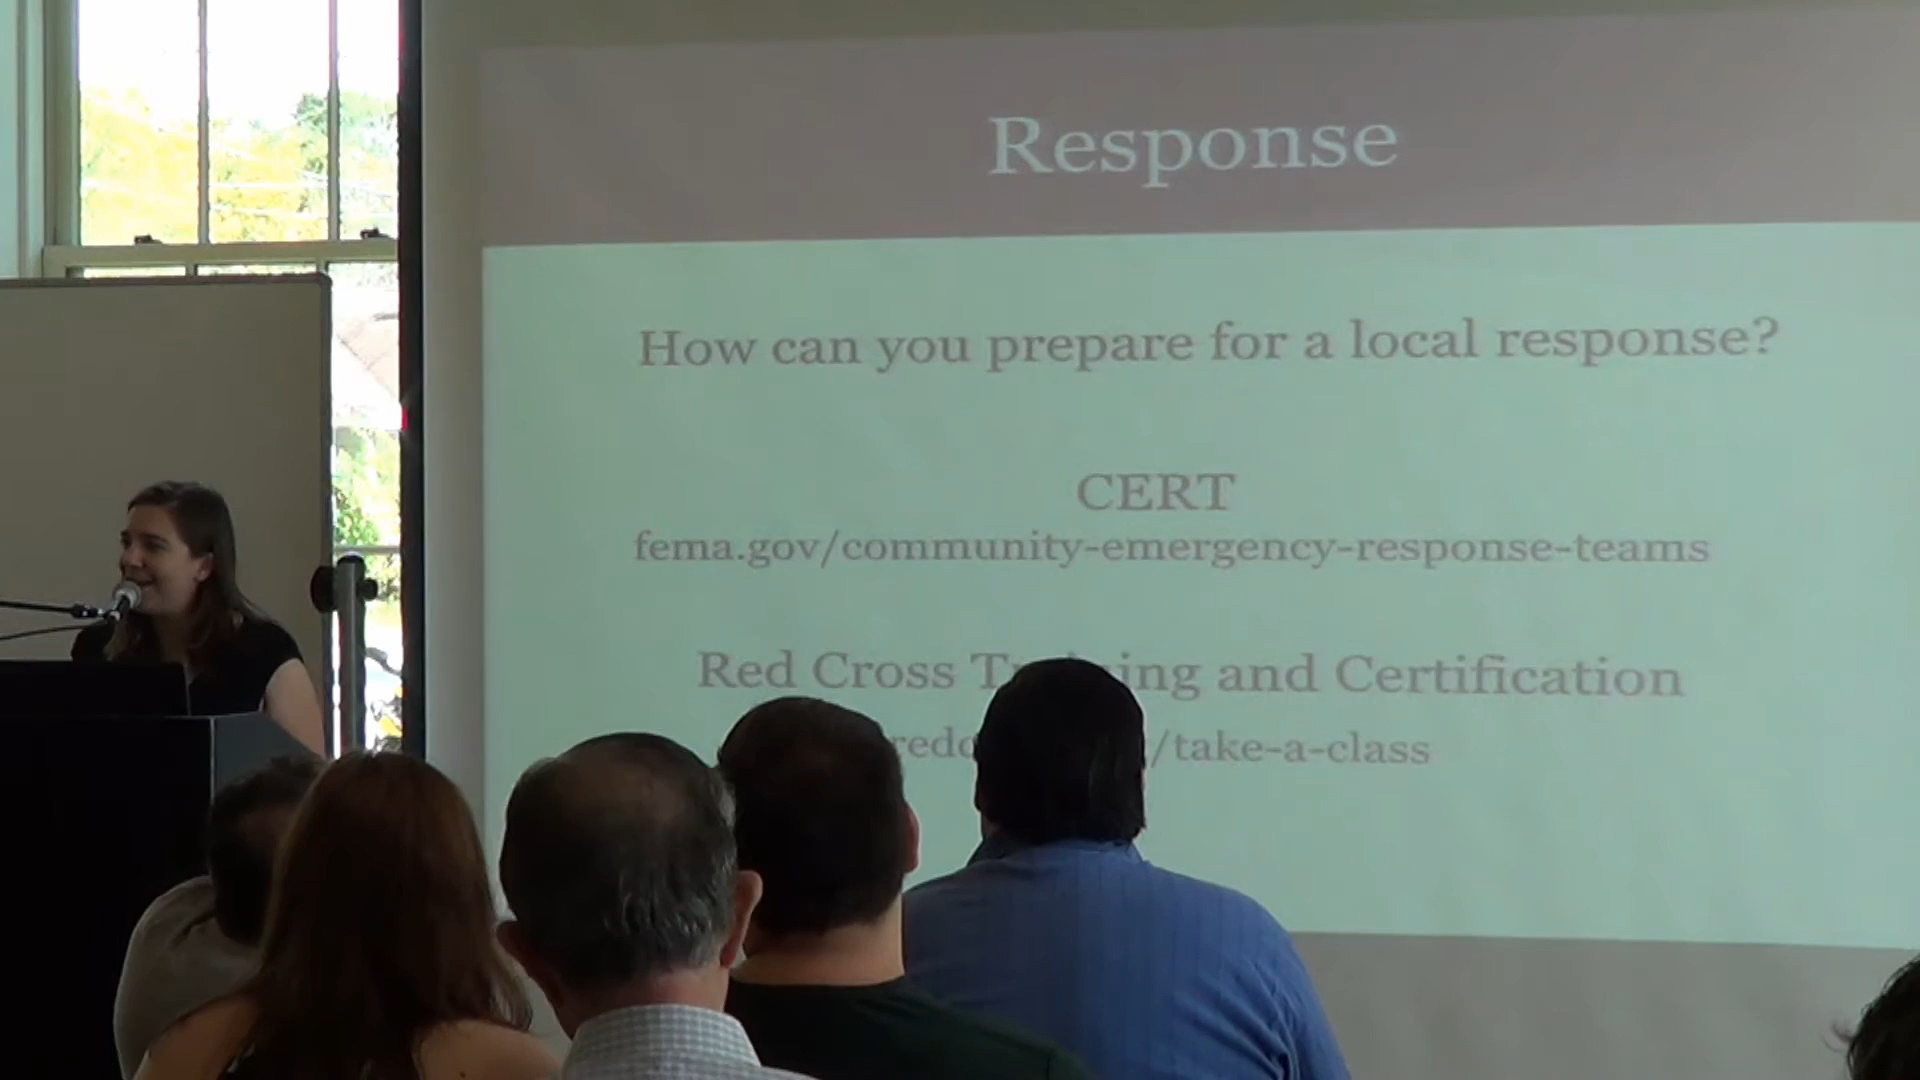 Response
How can you prepare for a local response?
CERT
fema.gov/community-emergency-response-teams
Red Cross and Certification
/take-a-class